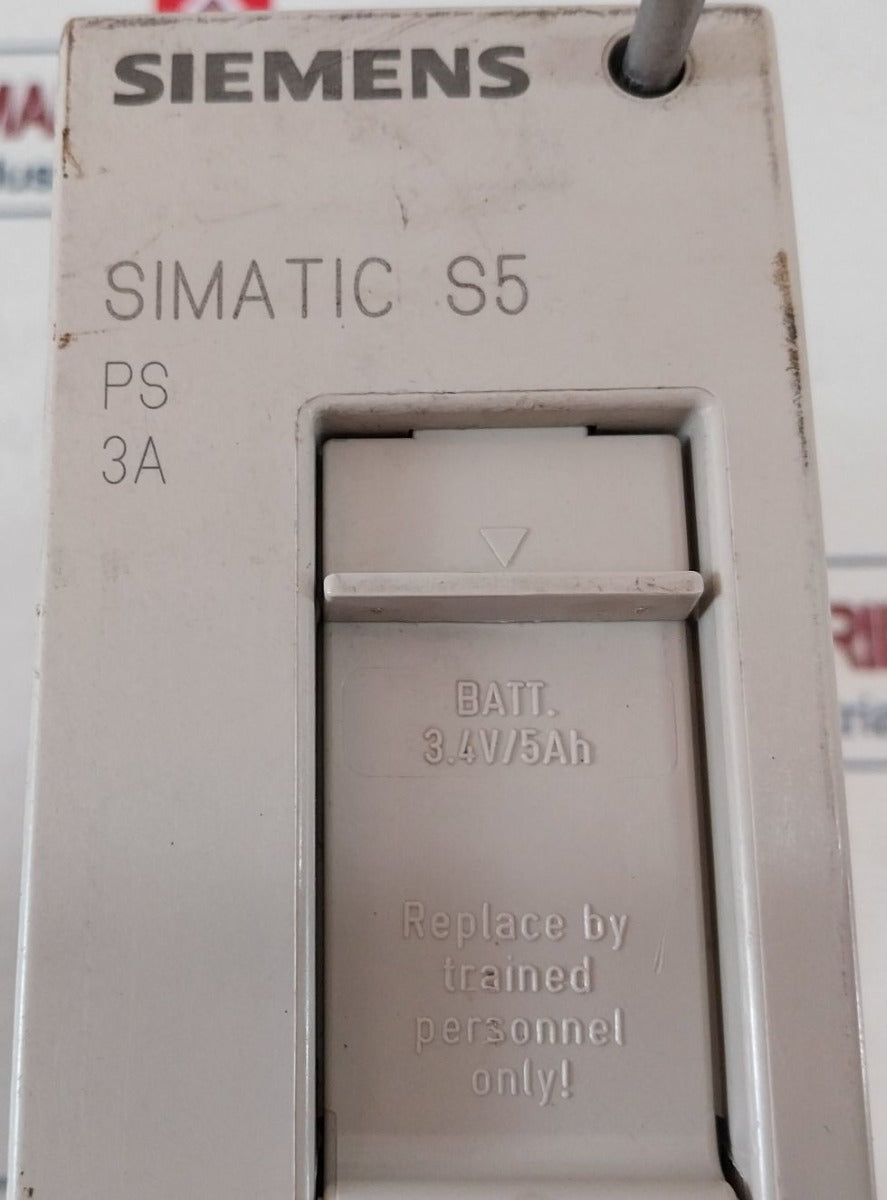 SIEMENS
SIMATIC S5
PS
3A
BATT.
3.4V/5Ah
Replace by
trained
personnel
only!